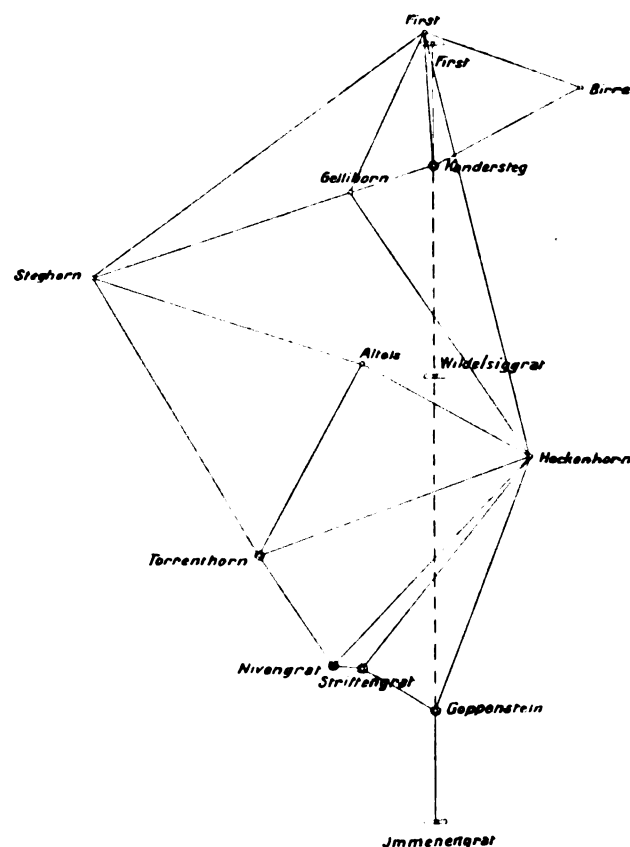 First
First
Birre
Kandersteg
Gellihorn
Steghorn
Altels
Wildelsiggrat
Hockenhorn
Torrenthorn
Nivengrat
Strittengrat
Goppenstein
Jmmenengrat